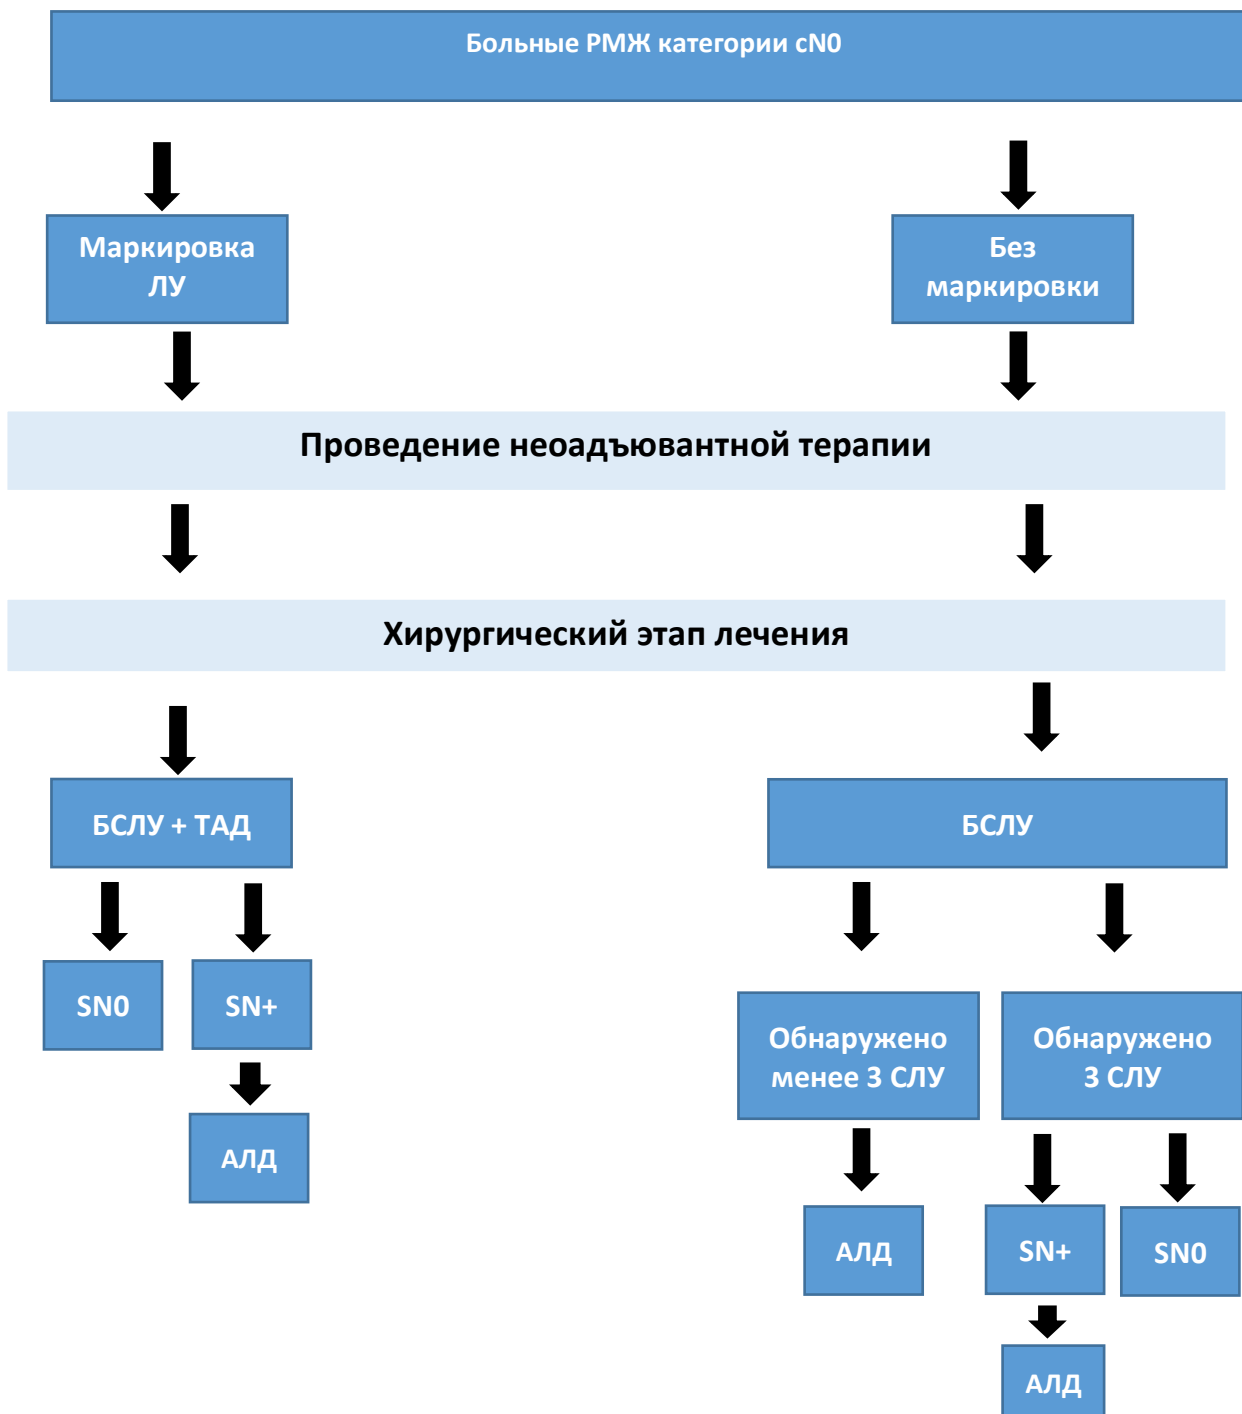 Больные РМЖ категории cN0
Маркировка
ЛУ
Без
маркировки
Проведение неоадъювантной терапии
Хирургический этап лечения
БСЛУ + ТАД
БСЛУ
SN0
SN+
Обнаружено
менее 3 СЛУ
Обнаружено
3 СЛУ
АЛД
АЛД
SN+
SN0
АЛД